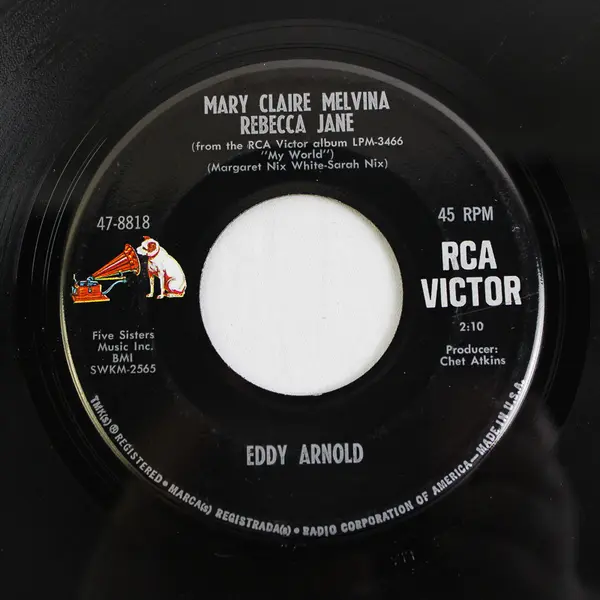 MARY CLAIRE MELVINA
REBECCA JANE
(from the RCA Victor album LPM-3466
"My World")
(Margaret Nix White-Sarah Nix)
47-8818
45 RPM
RCA
VICTOR
2:10
Producer:
Chet Atkins
Five Sisters
Music Inc.
BMI
SWKM-2565
EDDY ARNOLD
TMK(s) ® REGISTERED • MARCA(s) REGISTRADA(s) • RADIO CORPORATION OF AMERICA—MADE IN U.S.A.